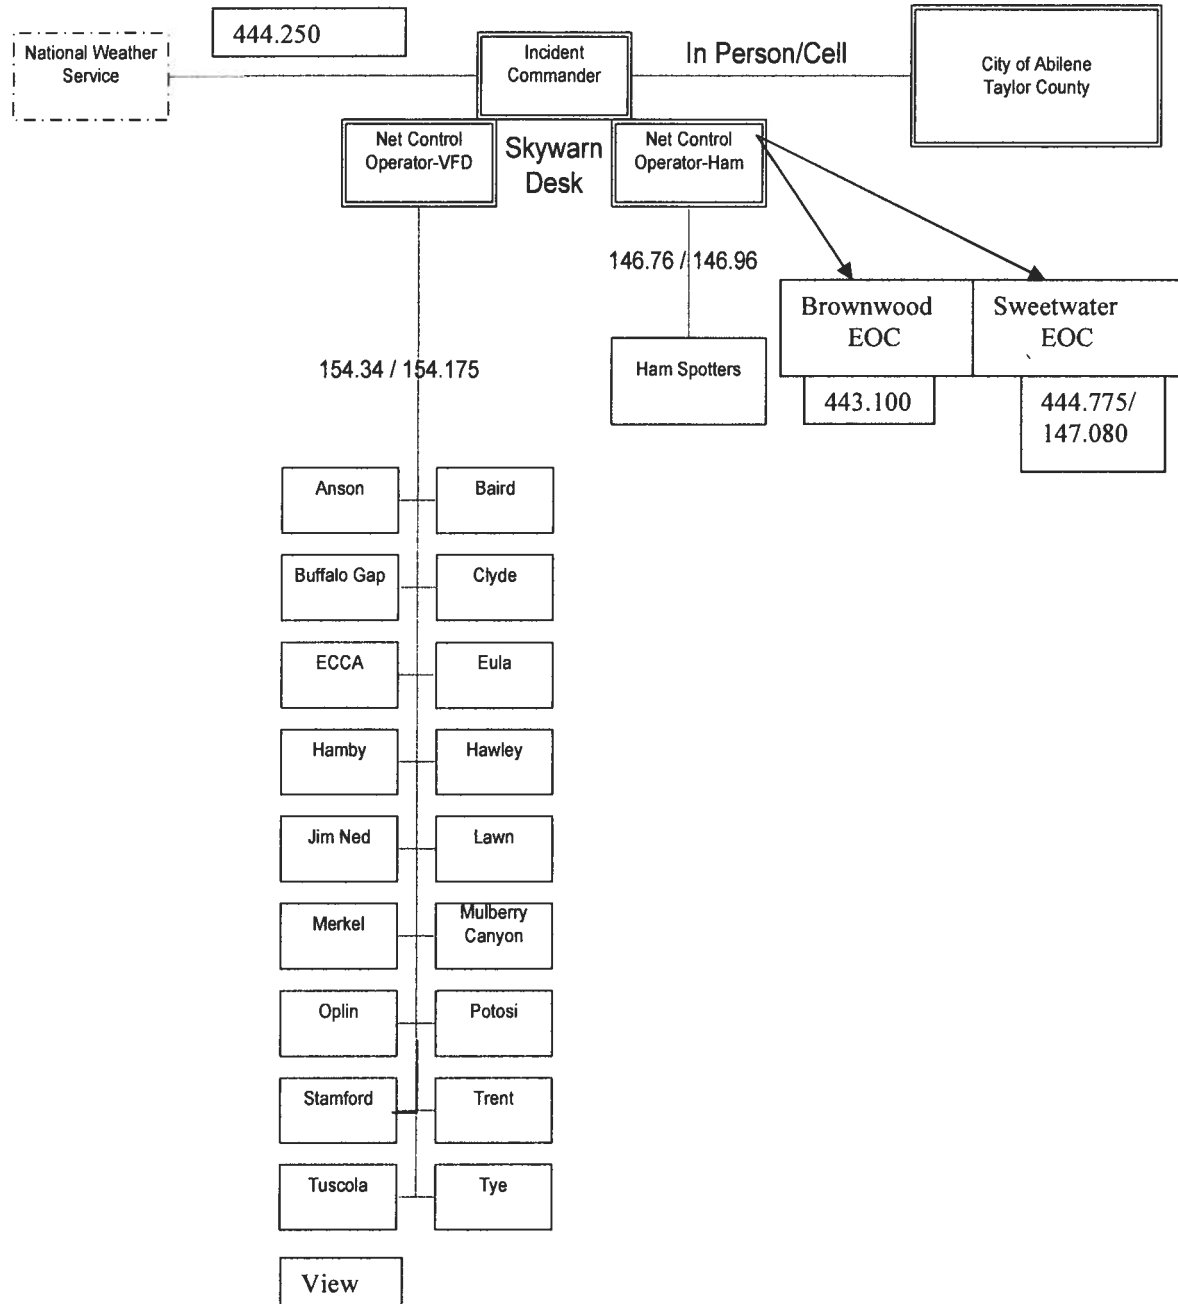 444.250
National Weather
Service
Incident
Commander
In Person/Cell
City of Abilene
Taylor County
Net Control
Operator-VFD
Skywarn
Desk
Net Control
Operator-Ham
146.76 / 146.96
Brownwood
EOC
Sweetwater
EOC
154.34 / 154.175
Ham Spotters
443.100
444.775/
147.080
Anson
Baird
Buffalo Gap
Clyde
ECCA
Eula
Hamby
Hawley
Jim Ned
Lawn
Merkel
Mulberry
Canyon
Oplin
Potosi
Stamford
Trent
Tuscola
Tye
View